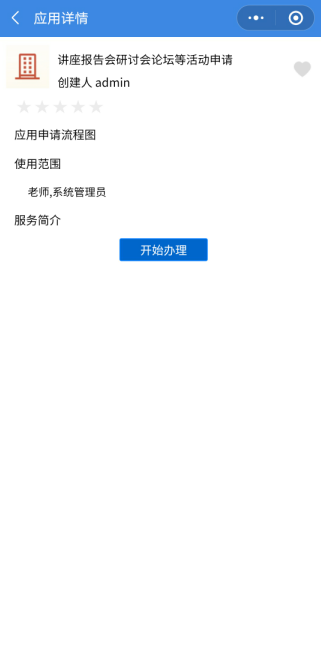 应用详情
讲座报告会研讨会论坛等活动申请
创建人 admin
应用申请流程图
使用范围
老师,系统管理员
服务简介
开始办理